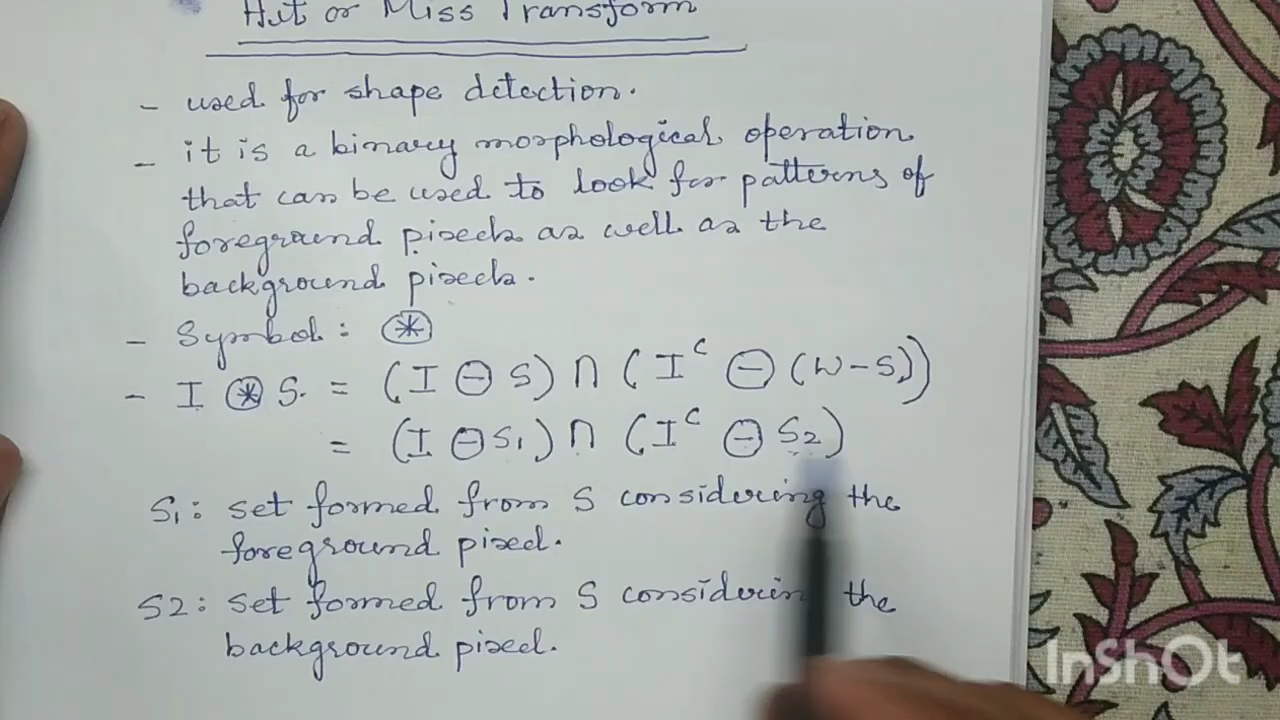 Hit or Miss Transform
- used for shape detection.
- it is a binary morphological operation
that can be used to look for patterns of
foreground pixels as well as the
background pixels.
- Symbol: ⊛
- I ⊛ S = (I ⊖ S) ∩ (Iᶜ ⊖ (W-S))
= (I ⊖ S₁) ∩ (Iᶜ ⊖ S₂)
S₁: set formed from S considering the
foreground pixel.
S2: set formed from S considering the
background pixel.
InShOt